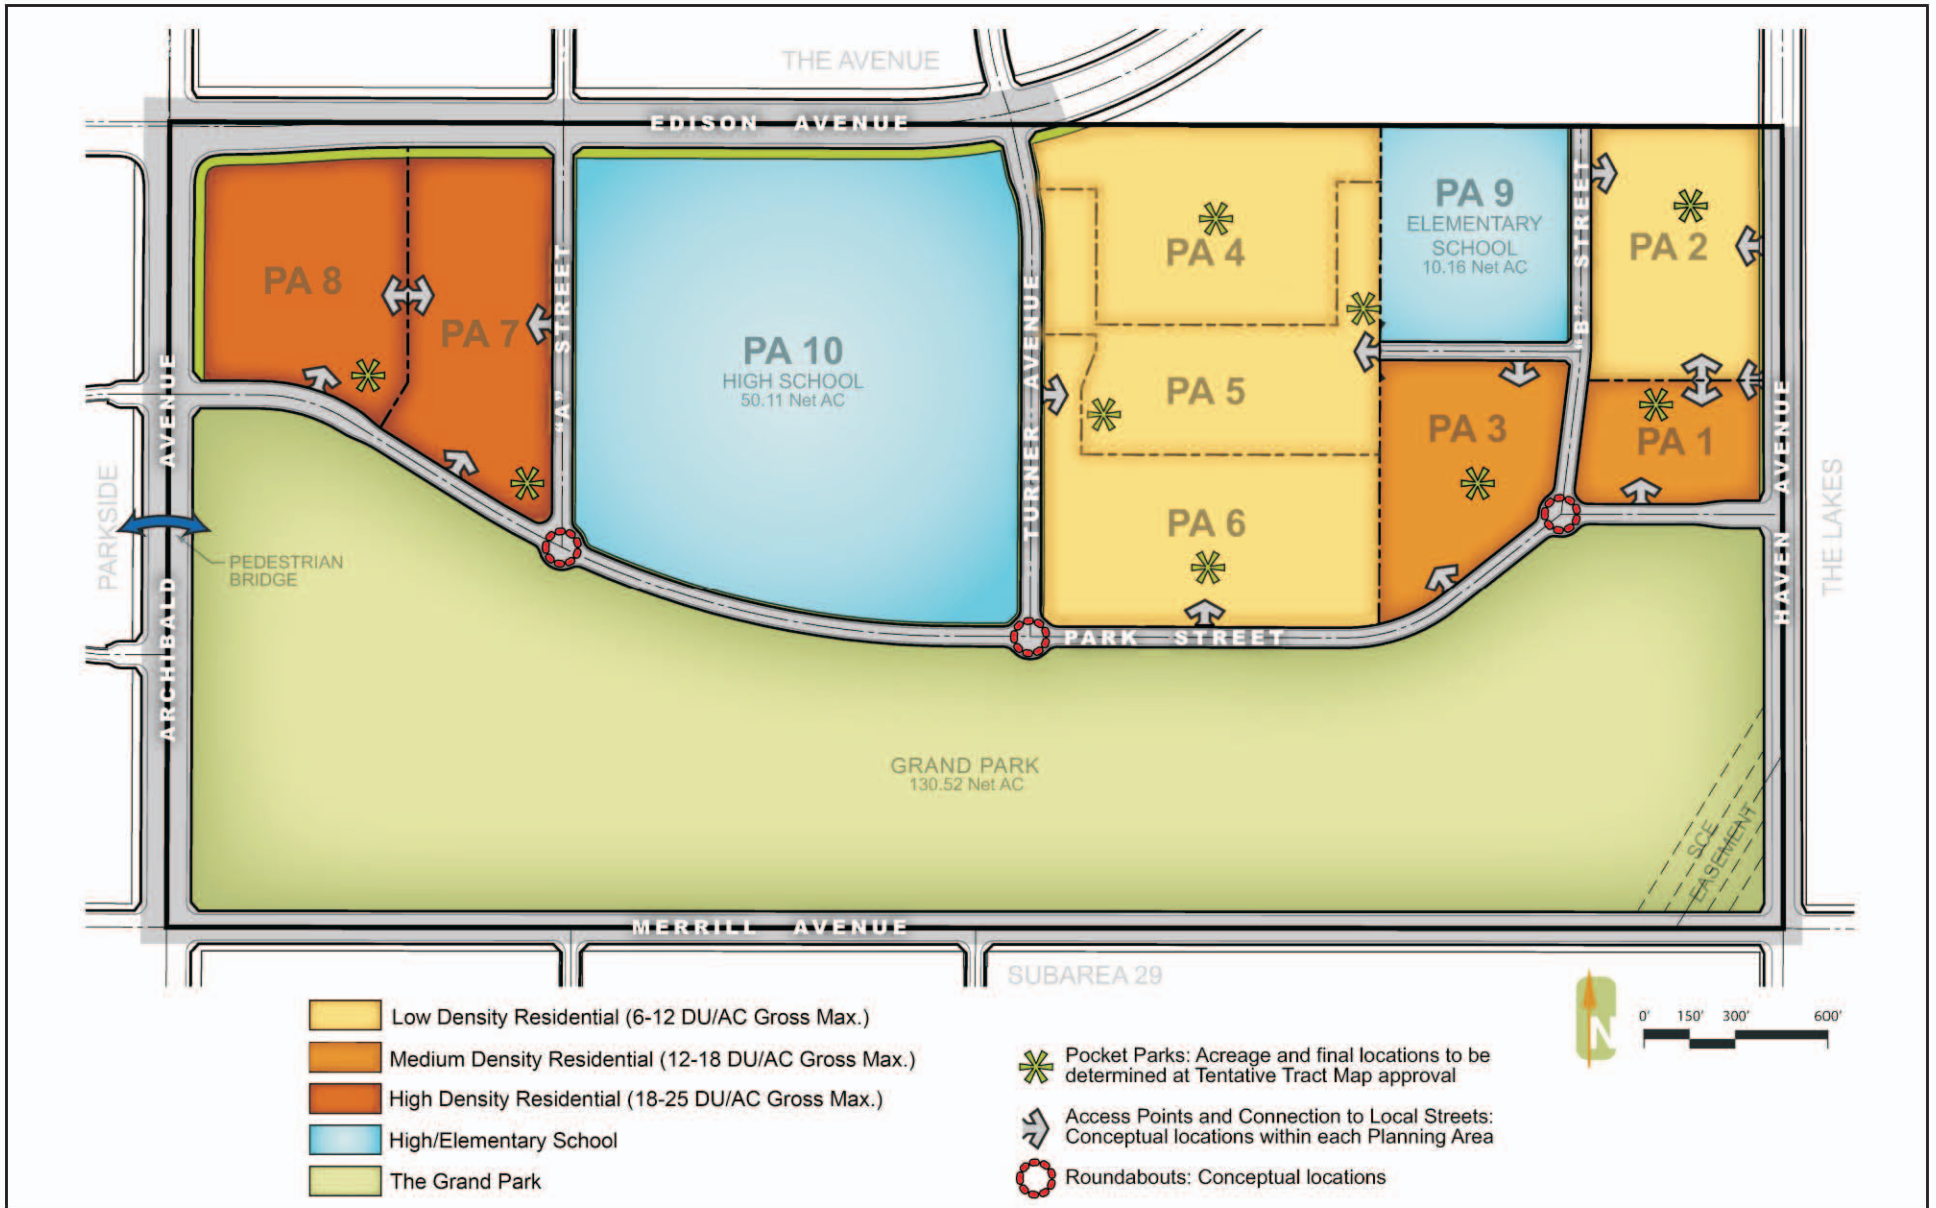 THE AVENUE
EDISON AVENUE
PA 8
PA 7
"A" STREET
PA 10
HIGH SCHOOL
50.11 Net AC
TURNER AVENUE
PA 4
PA 5
PA 6
PA 9
ELEMENTARY
SCHOOL
10.16 Net AC
"B" STREET
PA 2
PA 3
PA 1
PARKSIDE
ARCHIBALD AVENUE
PEDESTRIAN
BRIDGE
PARK STREET
HAVEN AVENUE
THE LAKES
GRAND PARK
130.52 Net AC
SCE
EASEMENT
MERRILL AVENUE
SUBAREA 29
Low Density Residential (6-12 DU/AC Gross Max.)
Medium Density Residential (12-18 DU/AC Gross Max.)
High Density Residential (18-25 DU/AC Gross Max.)
High/Elementary School
The Grand Park
Pocket Parks: Acreage and final locations to be
determined at Tentative Tract Map approval
Access Points and Connection to Local Streets:
Conceptual locations within each Planning Area
Roundabouts: Conceptual locations
N
0' 150' 300' 600'